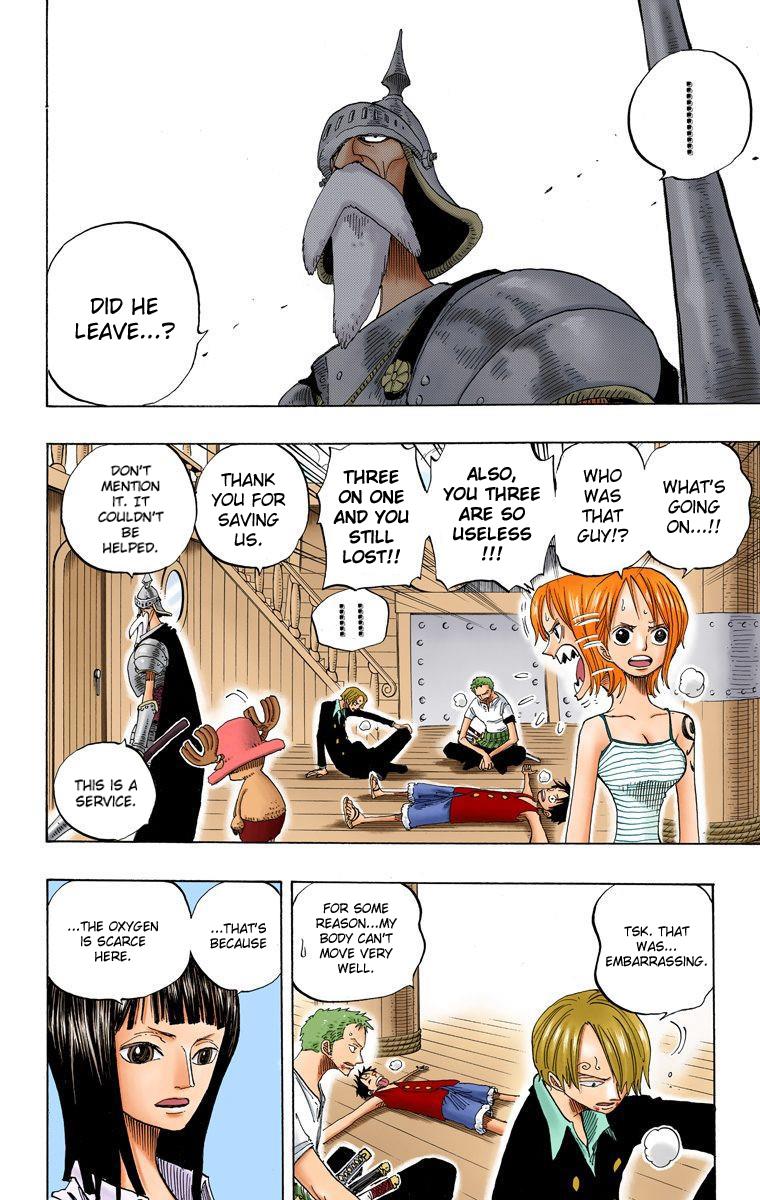 ............
DID HE
LEAVE...?
WHAT'S
GOING
ON...!!
WHO
WAS
THAT
GUY!?
ALSO,
YOU THREE
ARE SO
USELESS
!!!
THREE
ON ONE
AND YOU
STILL
LOST!!
......
THANK
YOU FOR
SAVING
US.
DON'T
MENTION
IT. IT
COULDN'T
BE
HELPED.
THIS IS A
SERVICE.
TSK. THAT
WAS...
EMBARRASSING.
FOR SOME
REASON...MY
BODY CAN'T
MOVE VERY
WELL.
...THAT'S
BECAUSE
...THE OXYGEN
IS SCARCE
HERE.